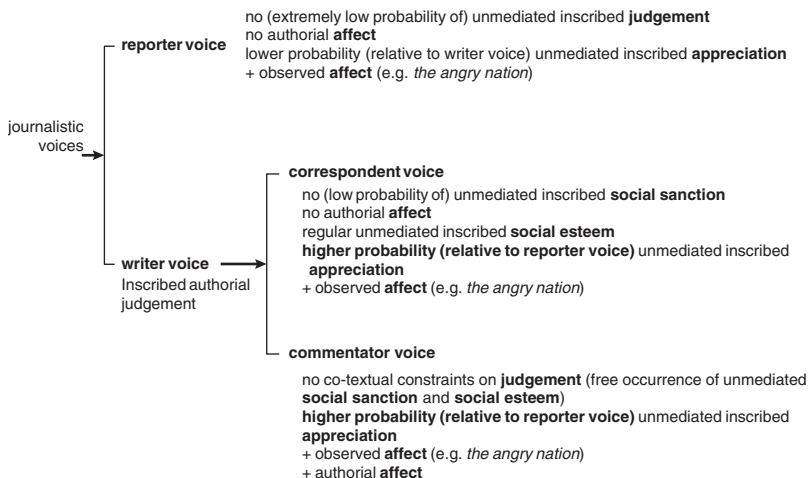 no (extremely low probability of) unmediated inscribed judgement
reporter voice
no authorial affect
lower probability (relative to writer voice) unmediated inscribed appreciation
+ observed affect (e.g. the angry nation)
journalistic
voices
correspondent voice
no (low probability of) unmediated inscribed social sanction
no authorial affect
regular unmediated inscribed social esteem
higher probability (relative to reporter voice) unmediated inscribed
appreciation
+ observed affect (e.g. the angry nation)
writer voice
Inscribed authorial
judgement
commentator voice
no co-textual constraints on judgement (free occurrence of unmediated
social sanction and social esteem)
higher probability (relative to reporter voice) unmediated inscribed
appreciation
+ observed affect (e.g. the angry nation)
+ authorial affect